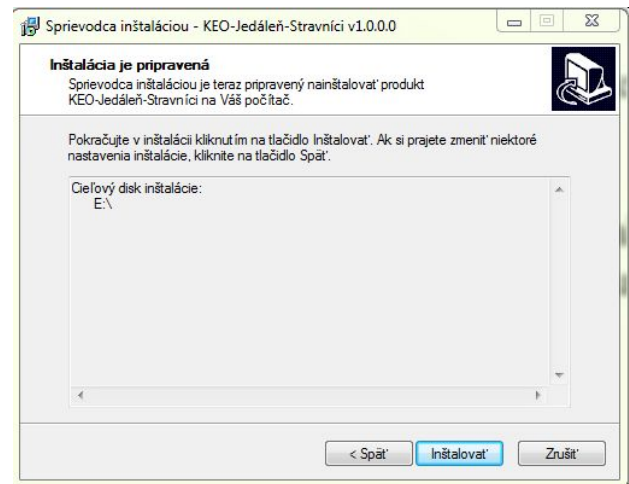 Sprievodca inštaláciou - KEO-Jedáleň-Stravníci v1.0.0.0
Inštalácia je pripravená
Sprievodca inštaláciou je teraz pripravený nainštalovať produkt
KEO-Jedáleň-Stravníci na Váš počítač.
Pokračujte v inštalácii kliknutím na tlačidlo Inštalovať. Ak si prajete zmeniť niektoré
nastavenia inštalácie, kliknite na tlačidlo Späť.
Cieľový disk inštalácie:
E:\
< Späť
Inštalovať
Zrušiť